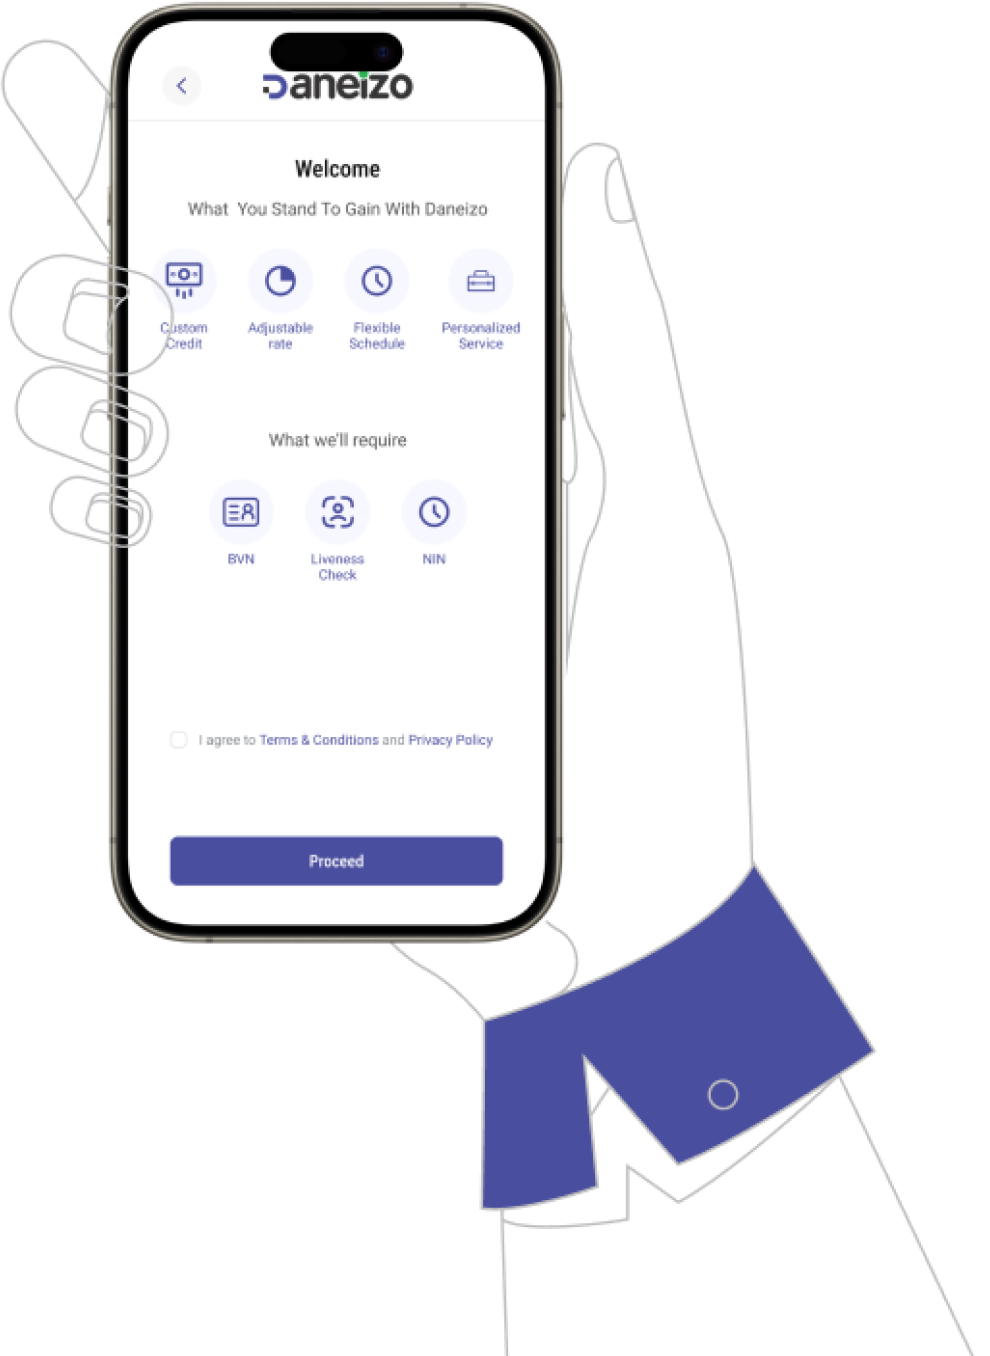 Daneizo
Welcome
What You Stand To Gain With Daneizo
Custom Credit
Adjustable rate
Flexible Schedule
Personalized Service
What we'll require
BVN
Liveness Check
NIN
I agree to Terms & Conditions and Privacy Policy
Proceed